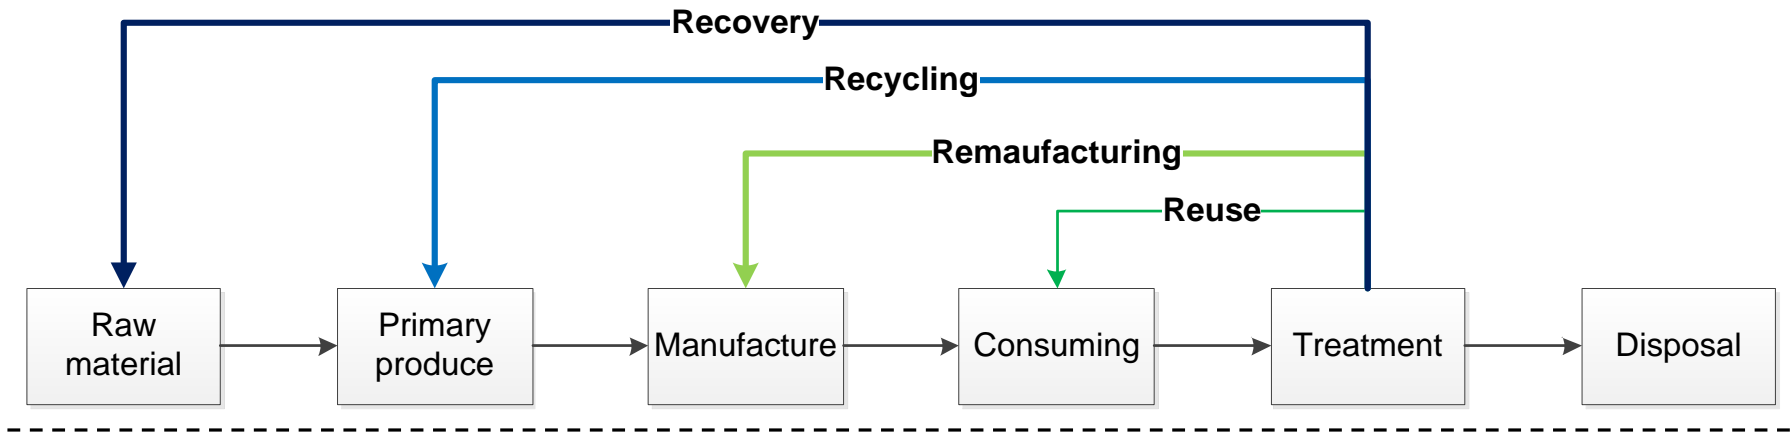 Recovery
Recycling
Remaufacturing
Reuse
Raw
material
Primary
produce
Manufacture
Consuming
Treatment
Disposal